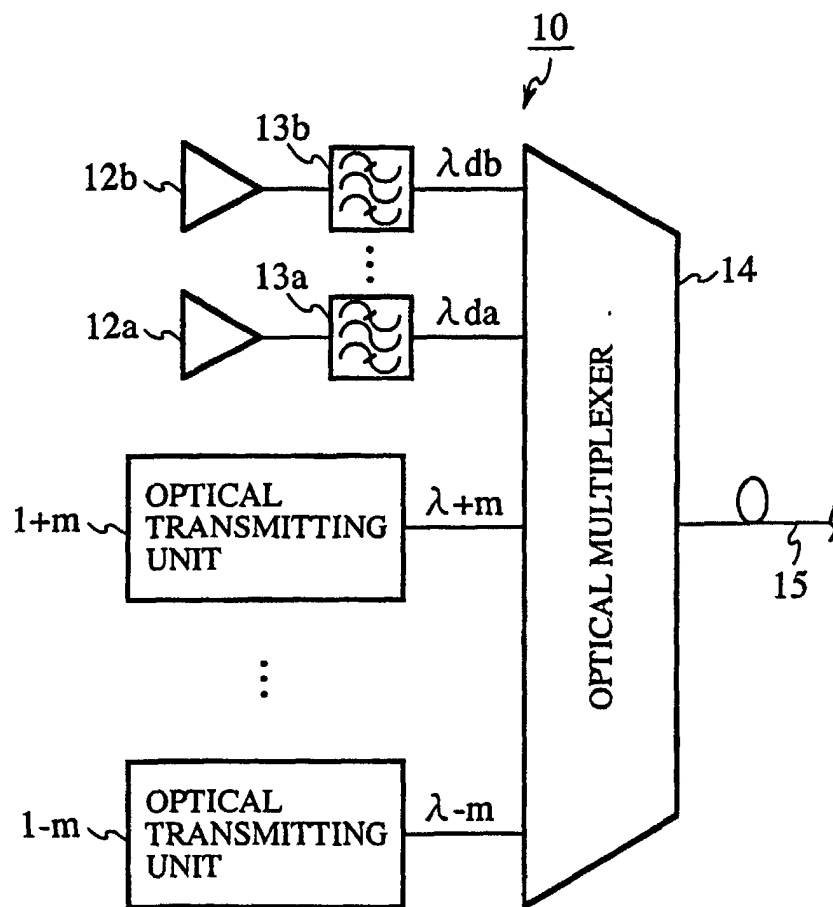 10
13b
λdb
12b
13a
λda
12a
14
OPTICAL MULTIPLEXER
OPTICAL
TRANSMITTING
UNIT
1+m
λ+m
15
OPTICAL
TRANSMITTING
UNIT
1-m
λ-m